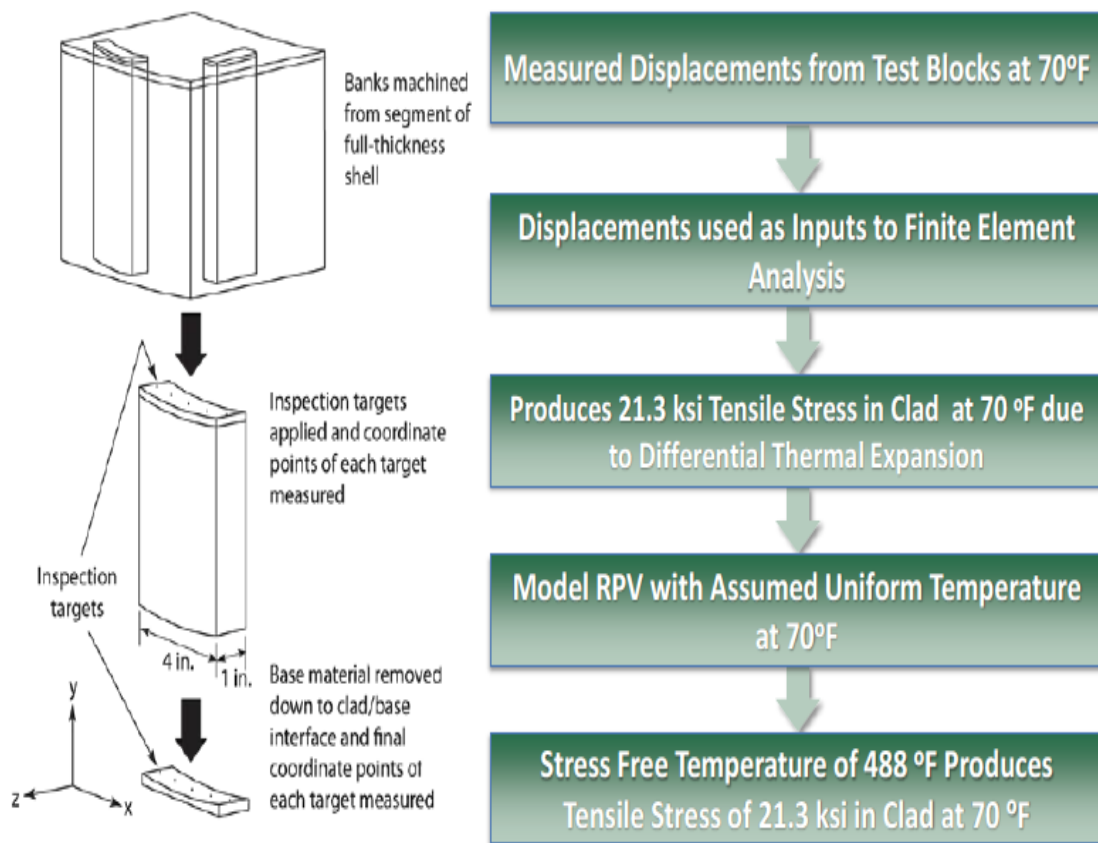 Banks machined
from segment of
full-thickness
shell
Inspection targets
applied and coordinate
points of each target
measured
Inspection
targets
4 in.
1 in.
Base material removed
down to clad/base
interface and final
coordinate points of
each target measured
y
z
x
Measured Displacements from Test Blocks at 70ºF
Displacements used as Inputs to Finite Element
Analysis
Produces 21.3 ksi Tensile Stress in Clad at 70 ºF due
to Differential Thermal Expansion
Model RPV with Assumed Uniform Temperature
at 70ºF
Stress Free Temperature of 488 ºF Produces
Tensile Stress of 21.3 ksi in Clad at 70 ºF